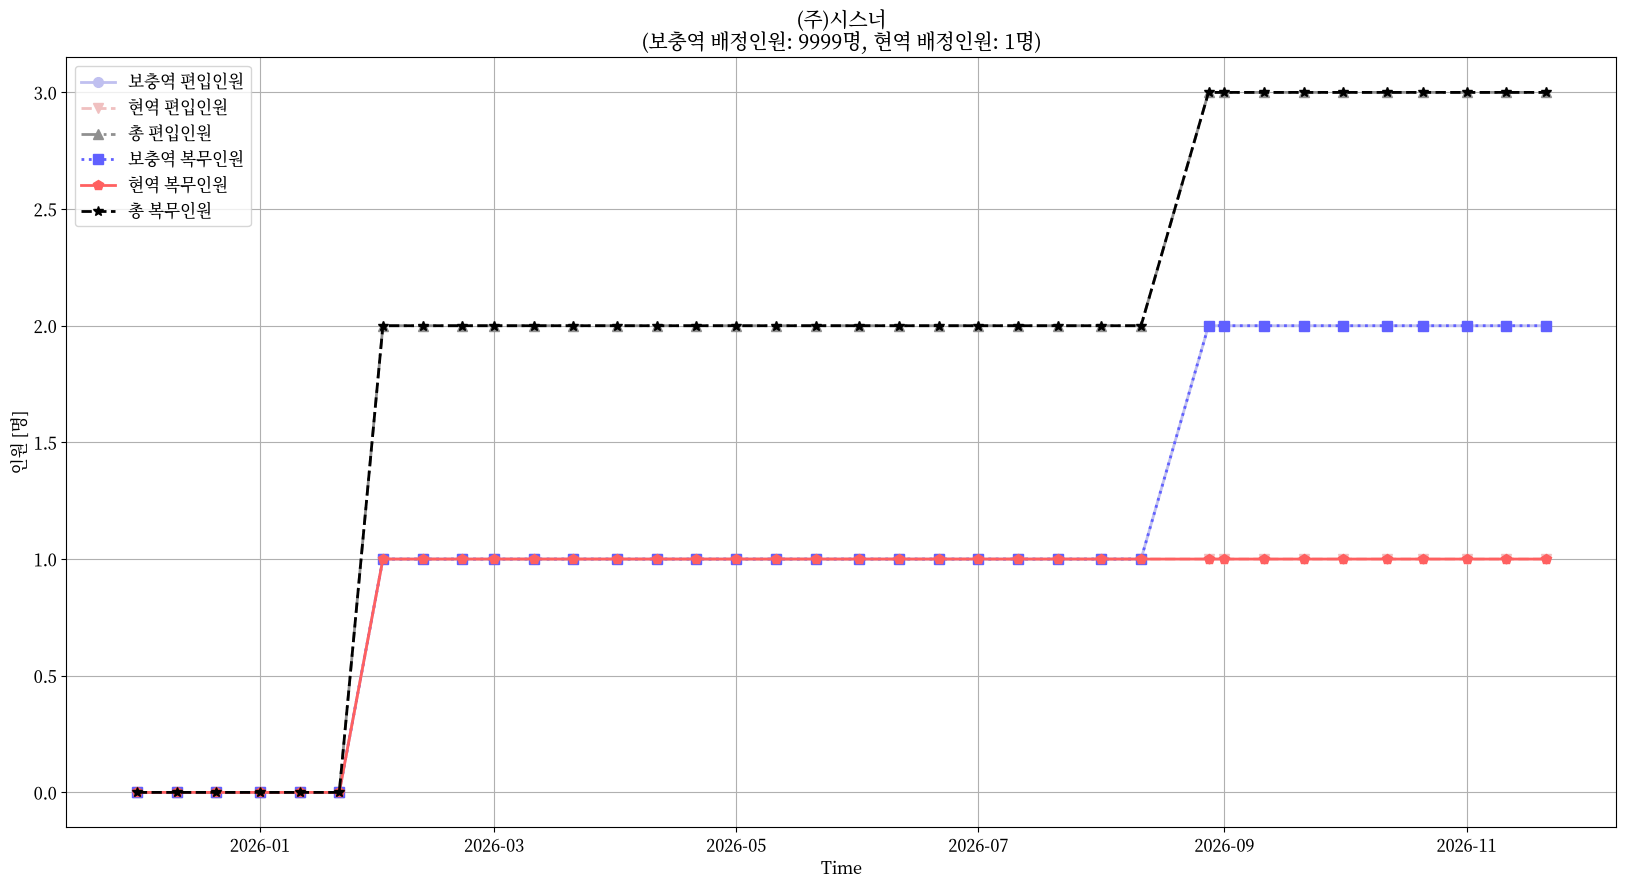 (주)시스너
(보충역 배정인원: 9999명, 현역 배정인원: 1명)
보충역 편입인원
현역 편입인원
총 편입인원
보충역 복무인원
현역 복무인원
총 복무인원
3.0
2.5
2.0
1.5
1.0
0.5
0.0
인원 [명]
2026-01 2026-03 2026-05 2026-07 2026-09 2026-11
Time